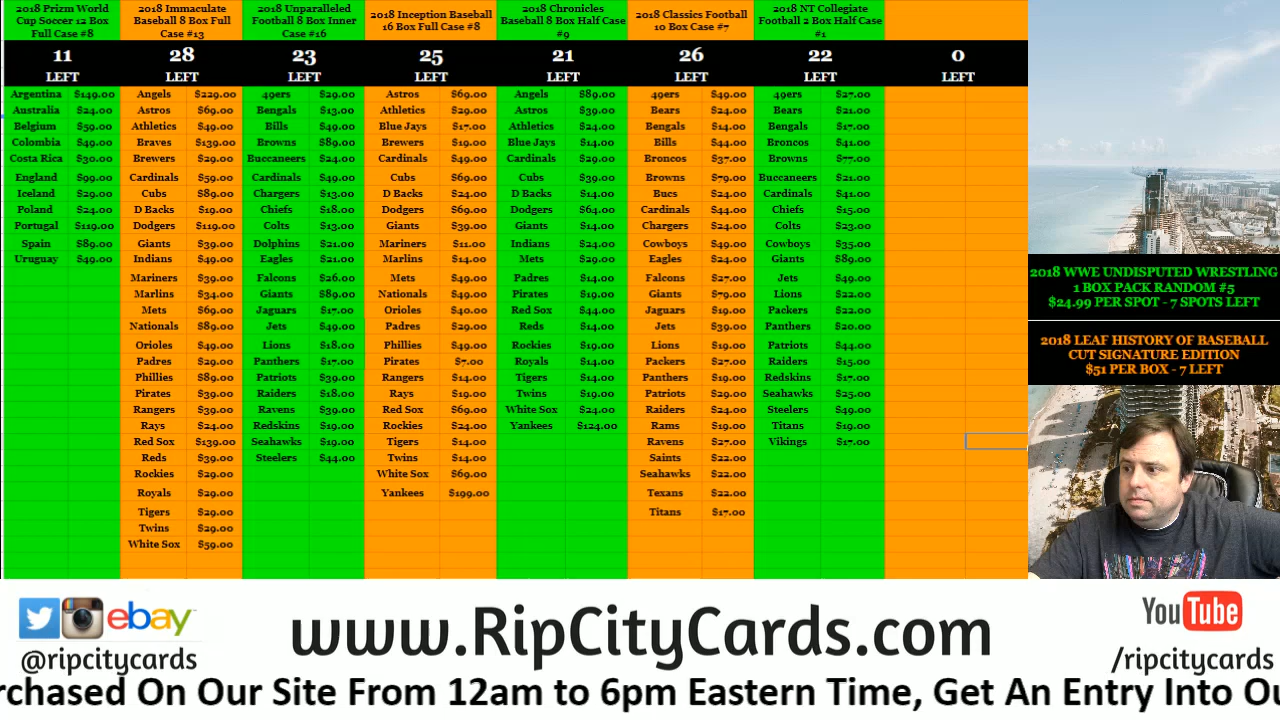 2018 Prizm World
Cup Soccer 12 Box
Full Case #8
11
LEFT
Argentina $149.00
Australia $24.00
Belgium $59.00
Colombia $49.00
Costa Rica $30.00
England $99.00
Iceland $29.00
Poland $24.00
Portugal $119.00
Spain $89.00
Uruguay $49.00
2018 Immaculate
Baseball 8 Box Full
Case #13
28
LEFT
Angels $229.00
Astros $69.00
Athletics $49.00
Braves $139.00
Brewers $29.00
Cardinals $59.00
Cubs $89.00
D Backs $19.00
Dodgers $119.00
Giants $39.00
Indians $49.00
Mariners $39.00
Marlins $34.00
Mets $69.00
Nationals $89.00
Orioles $49.00
Padres $29.00
Phillies $89.00
Pirates $39.00
Rangers $39.00
Rays $24.00
Red Sox $139.00
Reds $39.00
Rockies $29.00
Royals $29.00
Tigers $29.00
Twins $29.00
White Sox $59.00
2018 Unparalleled
Football 8 Box Inner
Case #16
23
LEFT
49ers $29.00
Bengals $13.00
Bills $49.00
Browns $89.00
Buccaneers $24.00
Cardinals $49.00
Chargers $13.00
Chiefs $18.00
Colts $13.00
Dolphins $21.00
Eagles $21.00
Falcons $26.00
Giants $89.00
Jaguars $17.00
Jets $49.00
Lions $18.00
Panthers $17.00
Patriots $39.00
Raiders $18.00
Ravens $39.00
Redskins $19.00
Seahawks $19.00
Steelers $44.00
2018 Inception Baseball
16 Box Full Case #8
25
LEFT
Astros $69.00
Athletics $29.00
Blue Jays $17.00
Brewers $19.00
Cardinals $49.00
Cubs $69.00
D Backs $24.00
Dodgers $69.00
Giants $39.00
Mariners $11.00
Marlins $14.00
Mets $49.00
Nationals $49.00
Orioles $40.00
Padres $29.00
Phillies $49.00
Pirates $7.00
Rangers $14.00
Rays $19.00
Red Sox $69.00
Rockies $24.00
Tigers $14.00
Twins $14.00
White Sox $69.00
Yankees $199.00
2018 Chronicles
Baseball 8 Box Half Case
#9
21
LEFT
Angels $89.00
Astros $39.00
Athletics $24.00
Blue Jays $14.00
Cardinals $29.00
Cubs $39.00
D Backs $14.00
Dodgers $64.00
Giants $14.00
Indians $24.00
Mets $29.00
Padres $14.00
Pirates $19.00
Red Sox $44.00
Reds $14.00
Rockies $19.00
Royals $14.00
Tigers $14.00
Twins $19.00
White Sox $24.00
Yankees $124.00
2018 Classics Football
10 Box Case #7
26
LEFT
49ers $49.00
Bears $24.00
Bengals $14.00
Bills $44.00
Broncos $37.00
Browns $79.00
Bucs $24.00
Cardinals $44.00
Chargers $24.00
Cowboys $49.00
Eagles $24.00
Falcons $27.00
Giants $79.00
Jaguars $19.00
Jets $39.00
Lions $19.00
Packers $27.00
Panthers $19.00
Patriots $29.00
Raiders $24.00
Rams $19.00
Ravens $27.00
Saints $22.00
Seahawks $22.00
Texans $22.00
Titans $17.00
2018 NT Collegiate
Football 2 Box Half Case
#1
22
LEFT
49ers $27.00
Bears $21.00
Bengals $17.00
Broncos $41.00
Browns $77.00
Buccaneers $21.00
Cardinals $41.00
Chiefs $15.00
Colts $23.00
Cowboys $35.00
Giants $89.00
Jets $49.00
Lions $22.00
Packers $22.00
Panthers $20.00
Patriots $44.00
Raiders $15.00
Redskins $17.00
Seahawks $25.00
Steelers $49.00
Titans $19.00
Vikings $17.00
0
LEFT
2018 WWE UNDISPUTED WRESTLING
1 BOX PACK RANDOM #5
$24.99 PER SPOT - 7 SPOTS LEFT
2018 LEAF HISTORY OF BASEBALL
CUT SIGNATURE EDITION
$51 PER BOX - 7 LEFT
ebay
@ripcitycards
www.RipCityCards.com
YouTube
/ripcitycards
rchased On Our Site From 12am to 6pm Eastern Time, Get An Entry Into Ou